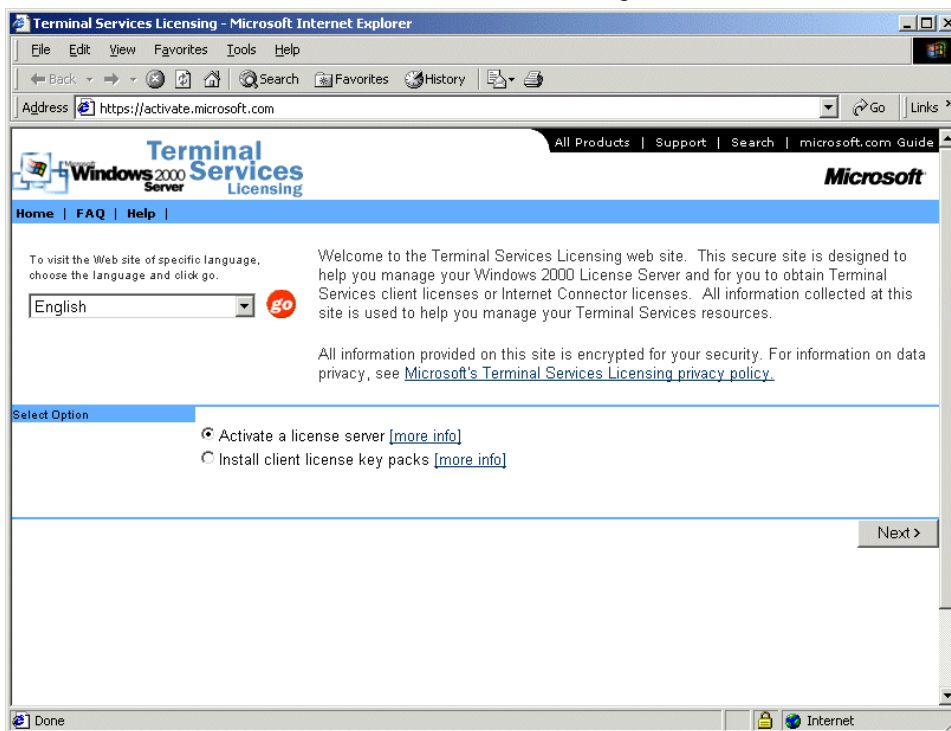 Terminal Services Licensing - Microsoft Internet Explorer
File Edit View Favorites Tools Help
Back Search Favorites History
Address https://activate.microsoft.com Go Links
All Products | Support | Search | microsoft.com Guide
Terminal
Microsoft Windows 2000 Services
Server Licensing
Microsoft
Home | FAQ | Help |
To visit the Web site of specific language,
choose the language and click go.
English go
Welcome to the Terminal Services Licensing web site. This secure site is designed to
help you manage your Windows 2000 License Server and for you to obtain Terminal
Services client licenses or Internet Connector licenses. All information collected at this
site is used to help you manage your Terminal Services resources.
All information provided on this site is encrypted for your security. For information on data
privacy, see Microsoft's Terminal Services Licensing privacy policy.
Select Option
Activate a license server [more info]
Install client license key packs [more info]
Next >
Done Internet